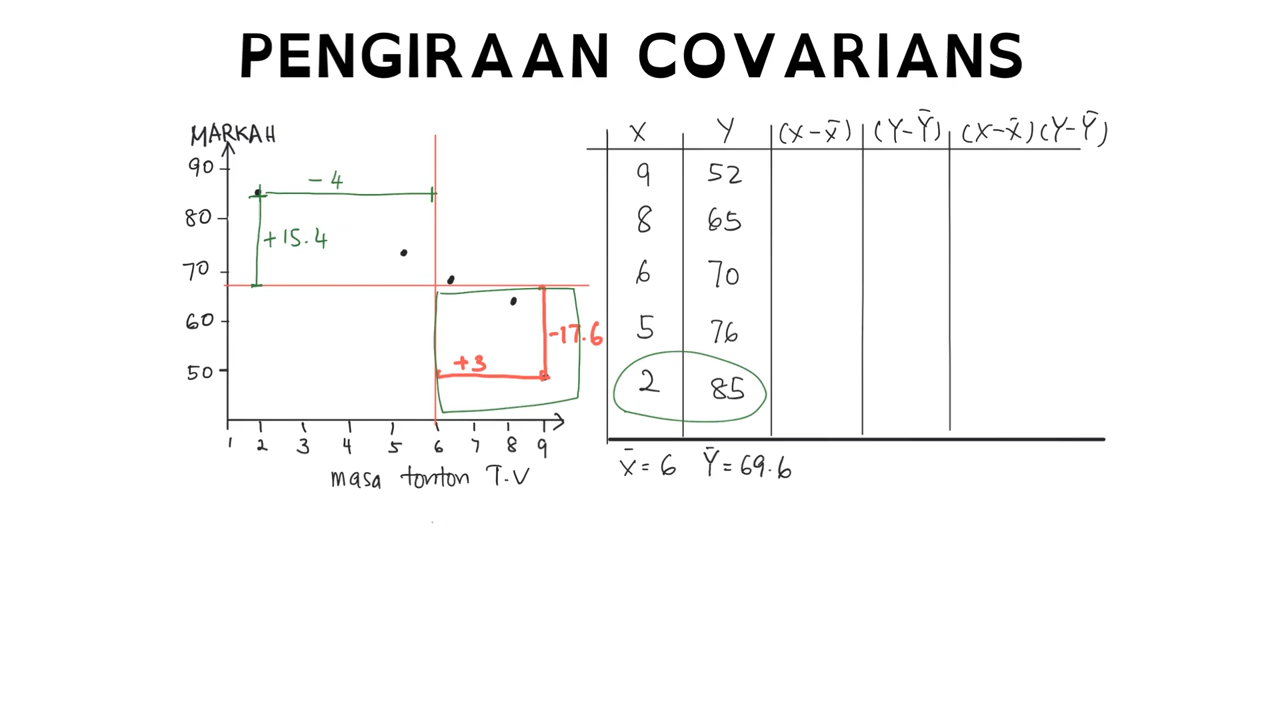 PENGIRAAN COVARIANS
MARKAH
90
80
70
60
50
- 4
+15.4
+3
-17.6
1 2 3 4 5 6 7 8 9
masa tonton T.V
X Y (X-X̄) (Y-Ȳ) (X-X̄)(Y-Ȳ)
9 52
8 65
6 70
5 76
2 85
X̄ = 6 Ȳ = 69.6